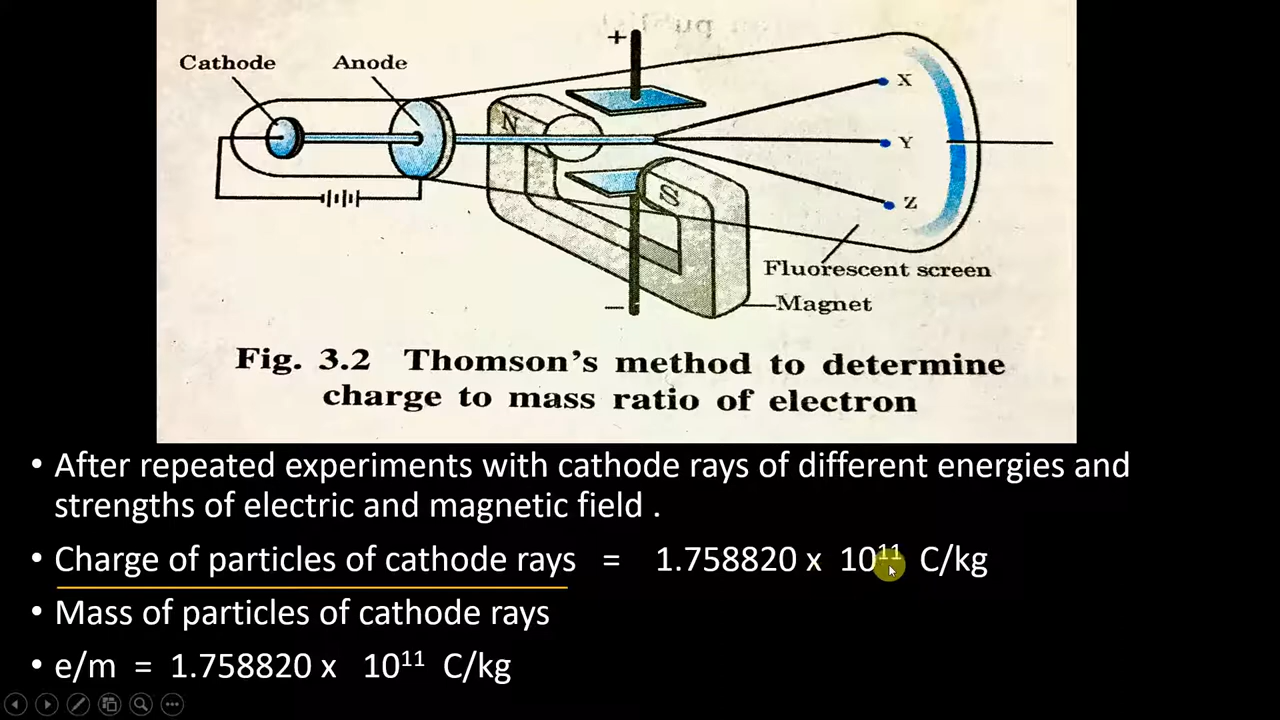 Cathode
Anode
+
N
S
X
Y
Z
Fluorescent screen
–
Magnet
Fig. 3.2 Thomson's method to determine
charge to mass ratio of electron
• After repeated experiments with cathode rays of different energies and
strengths of electric and magnetic field .
• Charge of particles of cathode rays = 1.758820 x 10¹¹ C/kg
• Mass of particles of cathode rays
• e/m = 1.758820 x 10¹¹ C/kg